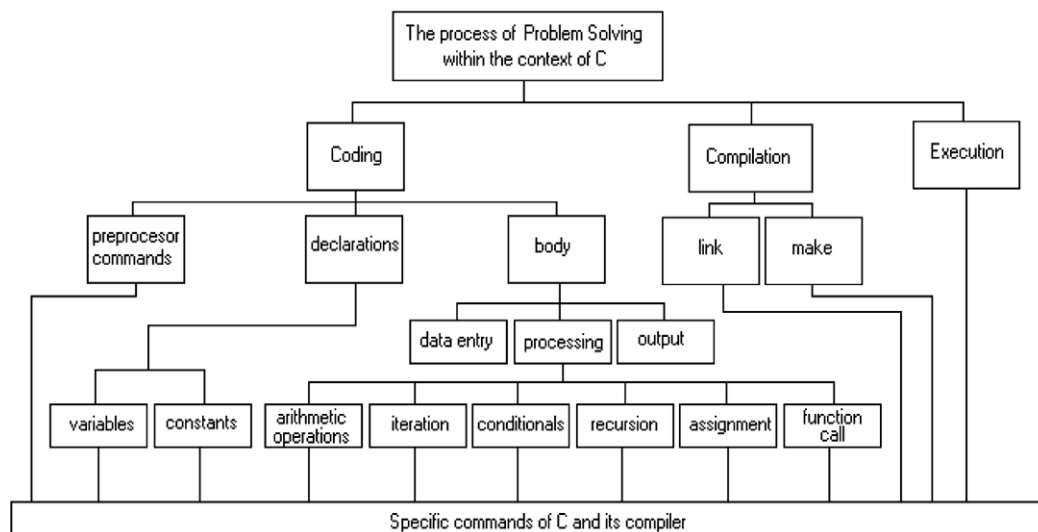 The process of Problem Solving
within the context of C
Coding
Compilation
Execution
preprocesor
commands
declarations
body
link
make
data entry
processing
output
variables
constants
arithmetic
operations
iteration
conditionals
recursion
assignment
function
call
Specific commands of C and its compiler